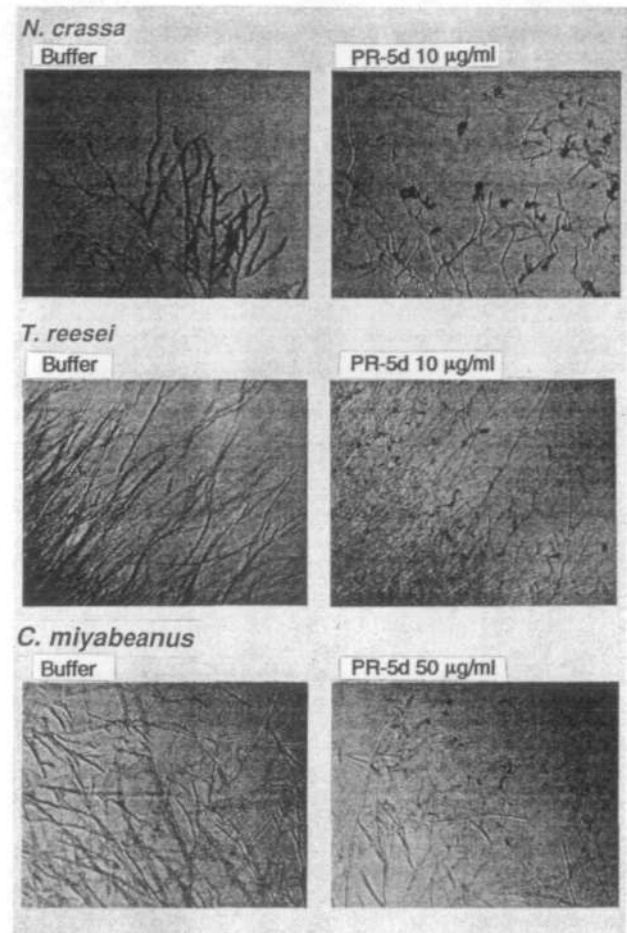 N. crassa
Buffer PR-5d 10 µg/ml
T. reesei
Buffer PR-5d 10 µg/ml
C. miyabeanus
Buffer PR-5d 50 µg/ml